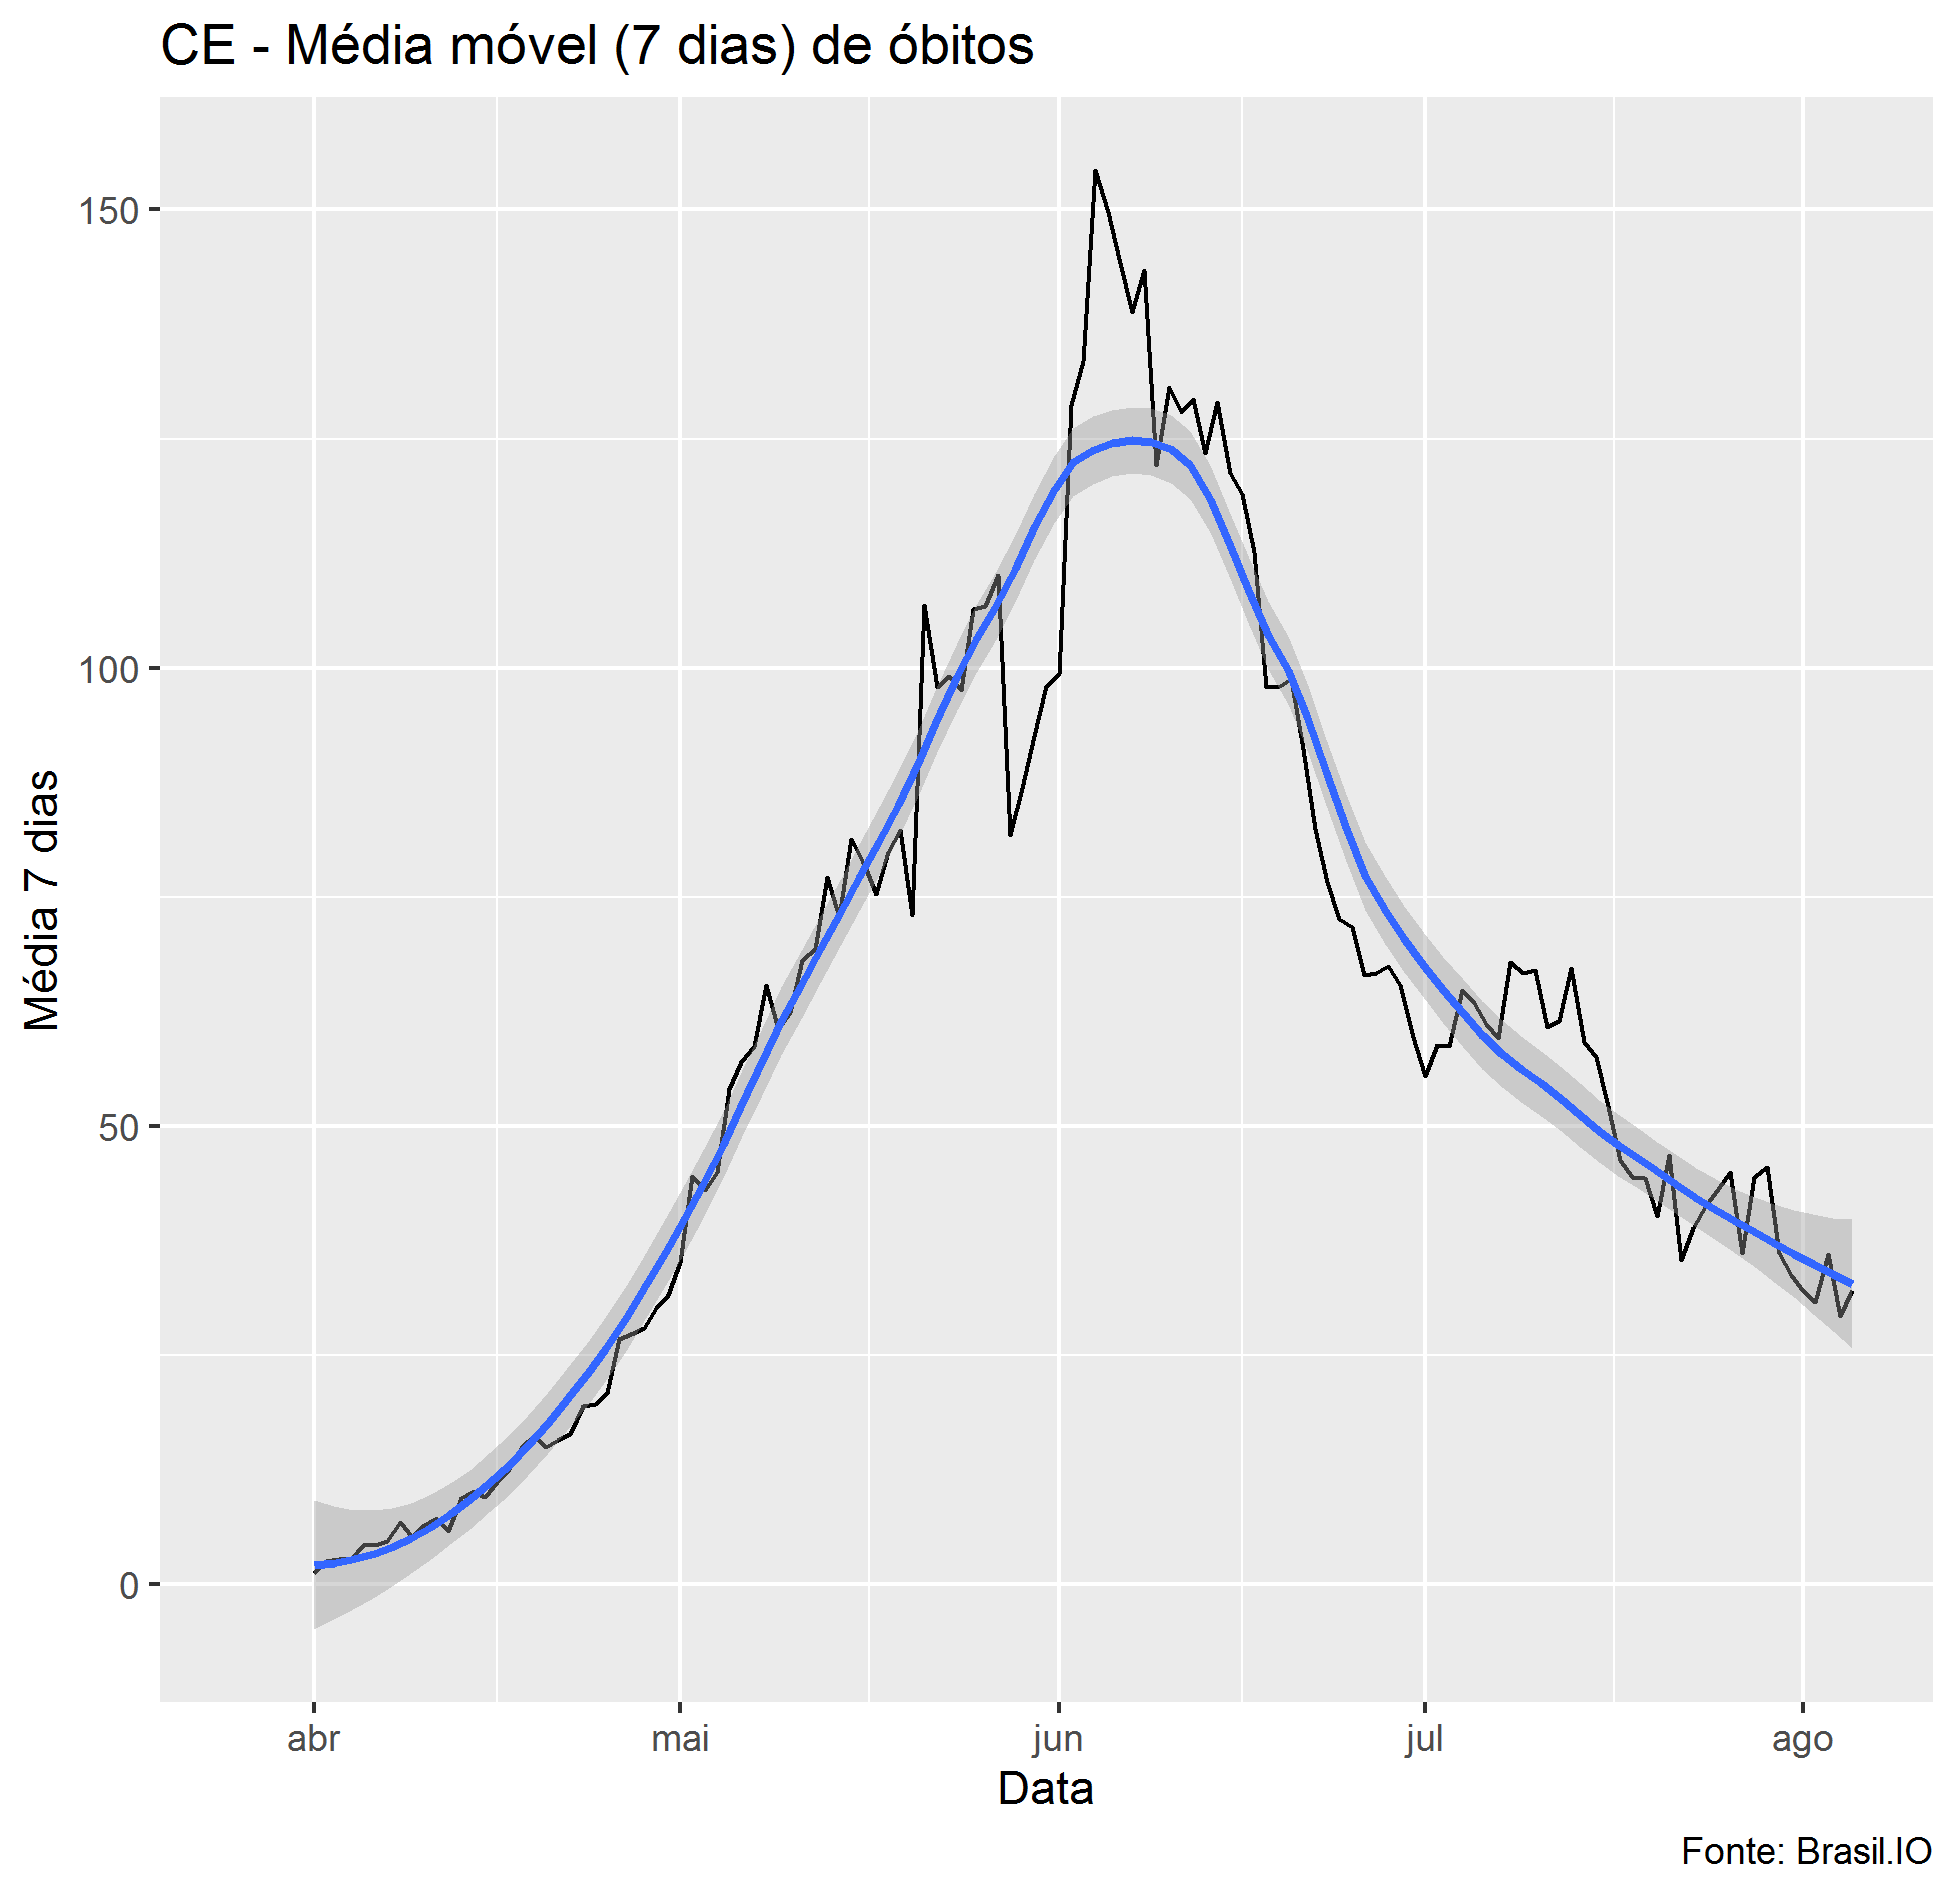 CE - Média móvel (7 dias) de óbitos
Média 7 dias
150
100
50
0
abr mai jun jul ago
Data
Fonte: Brasil.IO